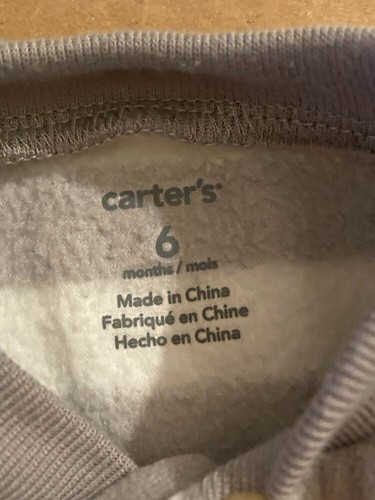 carter's
6
months / mois
Made in China
Fabriqué en Chine
Hecho en China